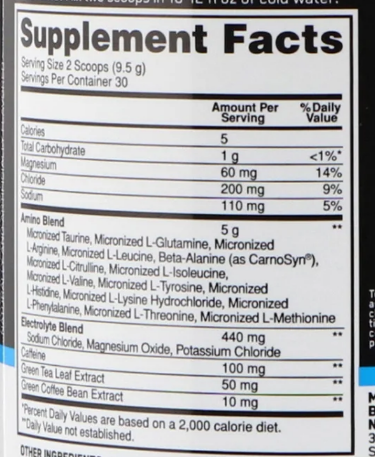 Supplement Facts
Serving Size 2 Scoops (9.5 g)
Servings Per Container 30
Amount Per Serving % Daily Value
Calories 5
Total Carbohydrate 1 g <1%*
Magnesium 60 mg 14%
Chloride 200 mg 9%
Sodium 110 mg 5%
Amino Blend 5 g **
Micronized Taurine, Micronized L-Glutamine, Micronized
L-Arginine, Micronized L-Leucine, Beta-Alanine (as CarnoSyn®),
Micronized L-Citrulline, Micronized L-Isoleucine,
Micronized L-Valine, Micronized L-Tyrosine, Micronized
L-Histidine, Micronized L-Lysine Hydrochloride, Micronized
L-Phenylalanine, Micronized L-Threonine, Micronized L-Methionine
Electrolyte Blend 440 mg **
Sodium Chloride, Magnesium Oxide, Potassium Chloride
Caffeine 100 mg **
Green Tea Leaf Extract 50 mg **
Green Coffee Bean Extract 10 mg **
*Percent Daily Values are based on a 2,000 calorie diet.
**Daily Value not established.